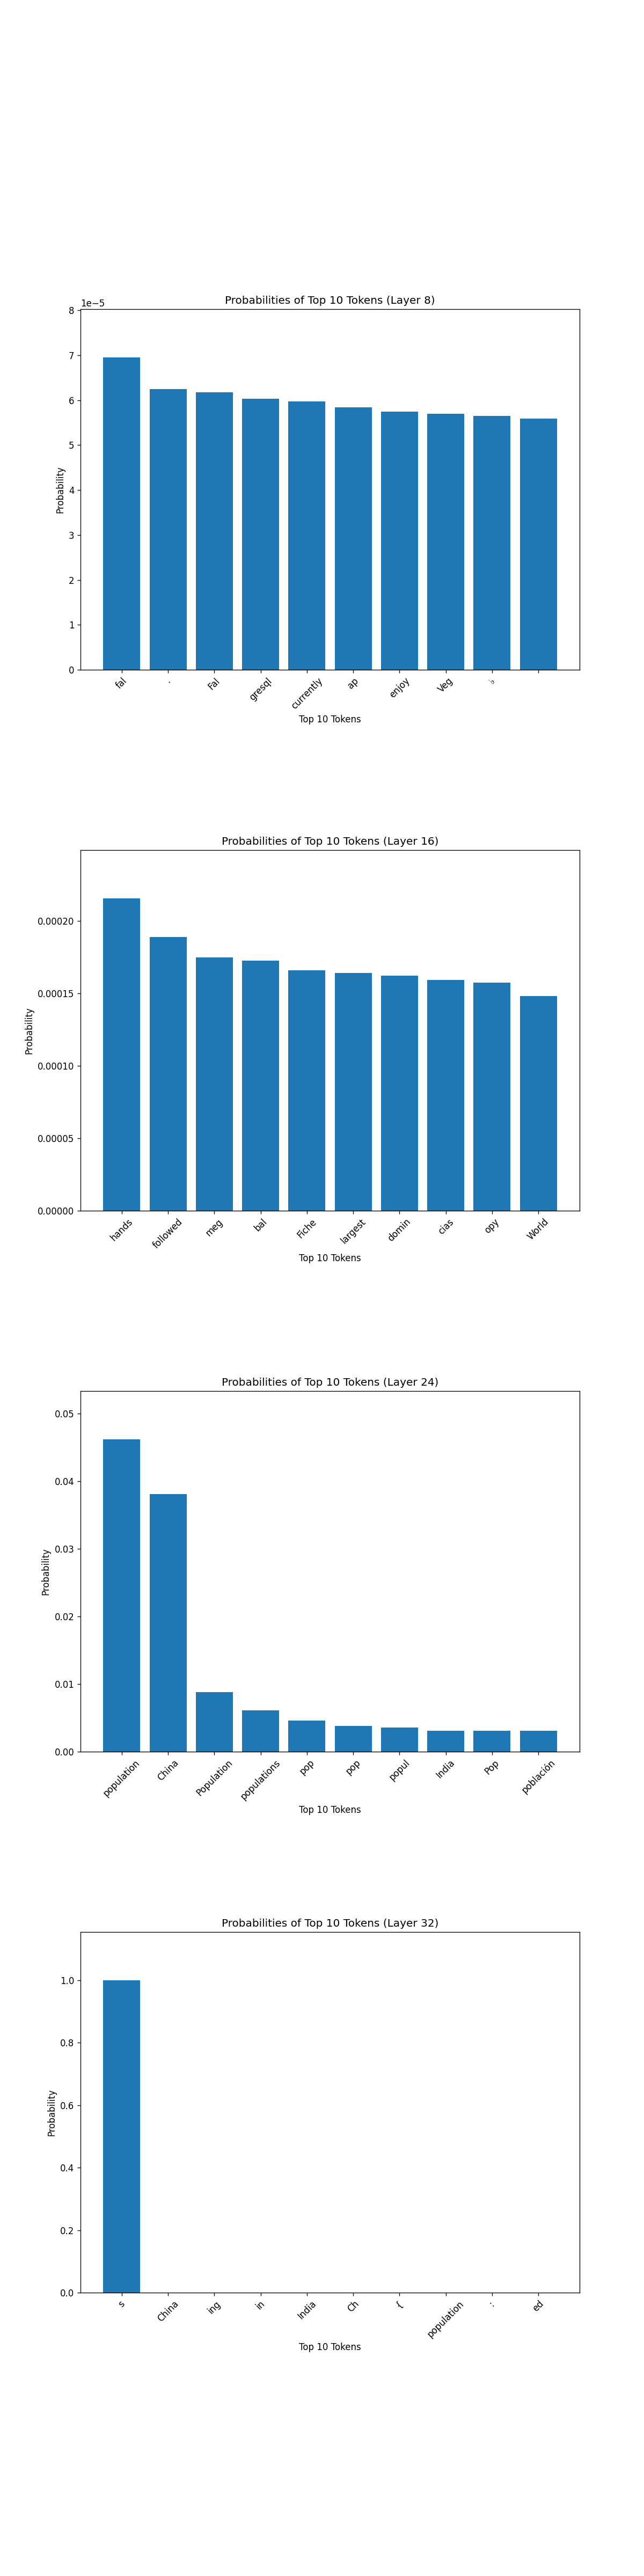 Probabilities of Top 10 Tokens (Layer 8)
1e−5
8
7
6
5
4
3
2
1
0
Probability
fal
.
Fal
gresql
currently
ap
enjoy
Veg
Top 10 Tokens
Probabilities of Top 10 Tokens (Layer 16)
0.00020
0.00015
0.00010
0.00005
0.00000
Probability
hands
followed
meg
bal
Fiche
largest
domin
cias
opy
World
Top 10 Tokens
Probabilities of Top 10 Tokens (Layer 24)
0.05
0.04
0.03
0.02
0.01
0.00
Probability
population
China
Population
populations
pop
pop
popul
India
Pop
población
Top 10 Tokens
Probabilities of Top 10 Tokens (Layer 32)
1.0
0.8
0.6
0.4
0.2
0.0
Probability
s
China
ing
in
India
Ch
{
population
:
ed
Top 10 Tokens